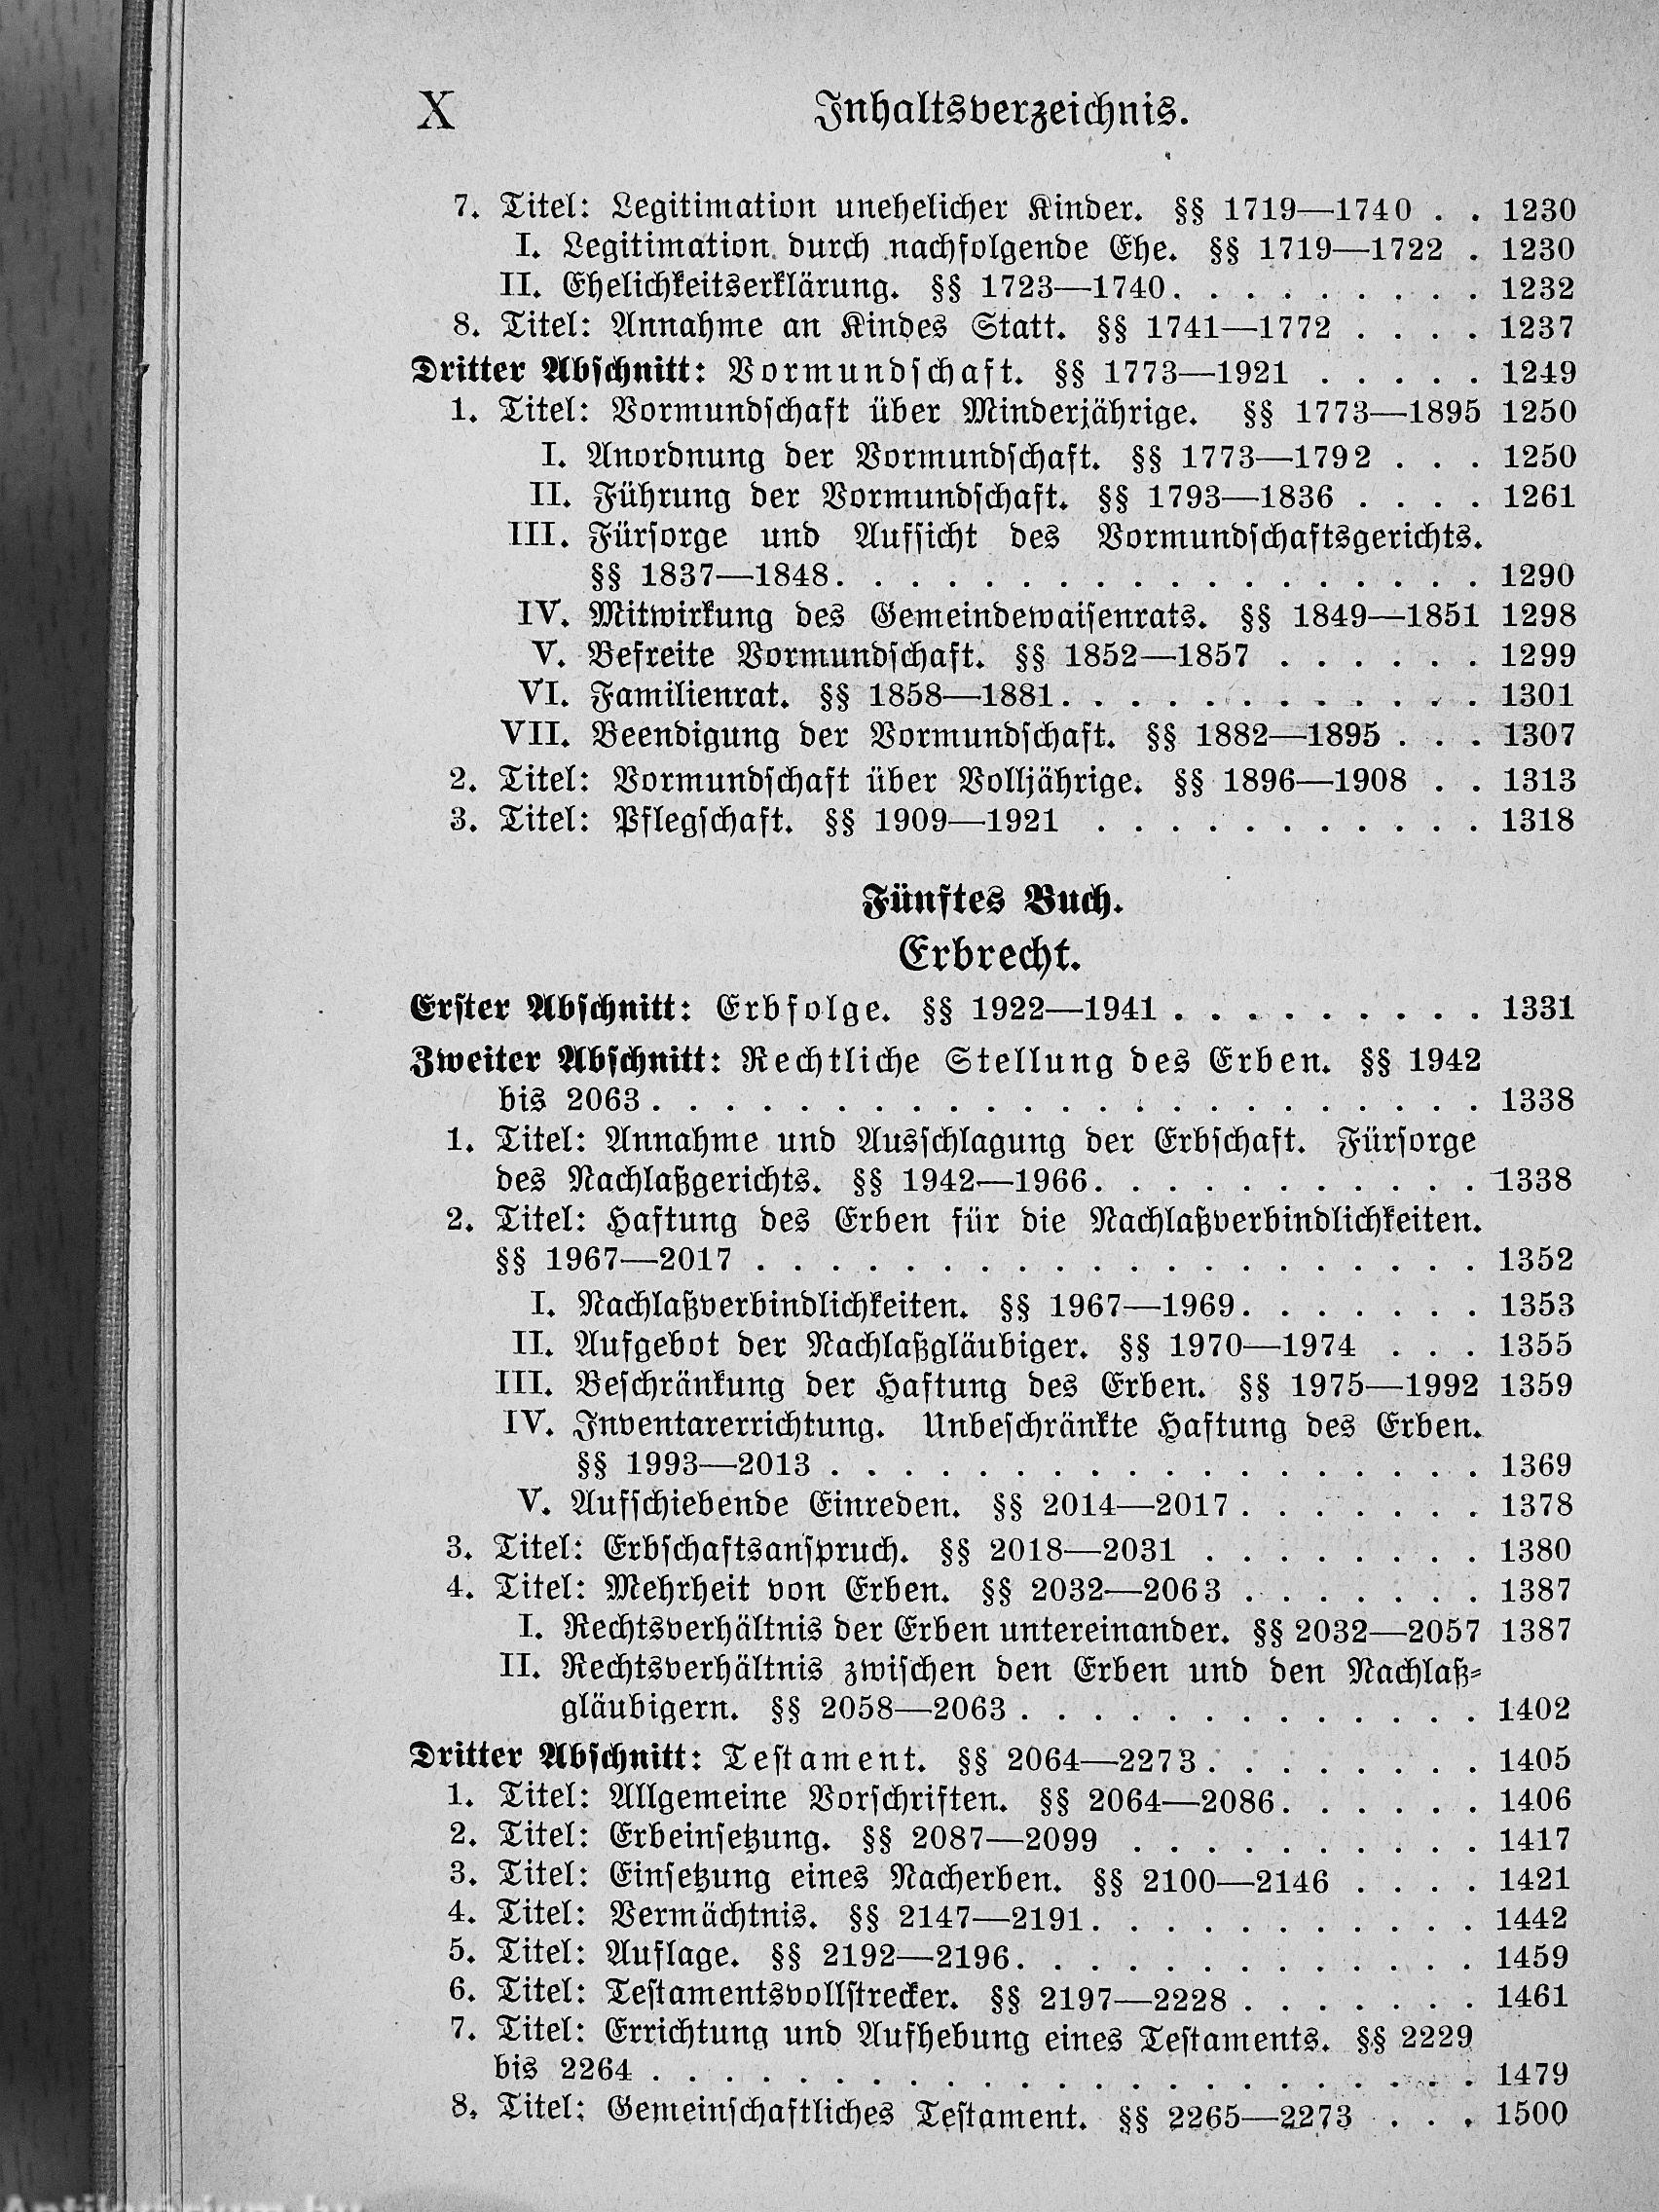 X Inhaltsverzeichnis.
7. Titel: Legitimation unehelicher Kinder. §§ 1719—1740 . . 1230
I. Legitimation durch nachfolgende Ehe. §§ 1719—1722 . 1230
II. Ehelichkeitserklärung. §§ 1723—1740. . . . . . . . . 1232
8. Titel: Annahme an Kindes Statt. §§ 1741—1772 . . . . 1237
Dritter Abschnitt: Vormundschaft. §§ 1773—1921 . . . . . 1249
1. Titel: Vormundschaft über Minderjährige. §§ 1773—1895 1250
I. Anordnung der Vormundschaft. §§ 1773—1792 . . . 1250
II. Führung der Vormundschaft. §§ 1793—1836 . . . . 1261
III. Fürsorge und Aufsicht des Vormundschaftsgerichts.
§§ 1837—1848. . . . . . . . . . . . . . . . . . 1290
IV. Mitwirkung des Gemeindewaisenrats. §§ 1849—1851 1298
V. Befreite Vormundschaft. §§ 1852—1857 . . . . . . 1299
VI. Familienrat. §§ 1858—1881. . . . . . . . . . . . 1301
VII. Beendigung der Vormundschaft. §§ 1882—1895 . . . 1307
2. Titel: Vormundschaft über Volljährige. §§ 1896—1908 . . 1313
3. Titel: Pflegschaft. §§ 1909—1921 . . . . . . . . . . . 1318
Fünftes Buch.
Erbrecht.
Erster Abschnitt: Erbfolge. §§ 1922—1941 . . . . . . . . . 1331
Zweiter Abschnitt: Rechtliche Stellung des Erben. §§ 1942
bis 2063 . . . . . . . . . . . . . . . . . . . . . . . 1338
1. Titel: Annahme und Ausschlagung der Erbschaft. Fürsorge
des Nachlaßgerichts. §§ 1942—1966. . . . . . . . . . . 1338
2. Titel: Haftung des Erben für die Nachlaßverbindlichkeiten.
§§ 1967—2017 . . . . . . . . . . . . . . . . . . . . 1352
I. Nachlaßverbindlichkeiten. §§ 1967—1969. . . . . . . 1353
II. Aufgebot der Nachlaßgläubiger. §§ 1970—1974 . . . 1355
III. Beschränkung der Haftung des Erben. §§ 1975—1992 1359
IV. Inventarerrichtung. Unbeschränkte Haftung des Erben.
§§ 1993—2013 . . . . . . . . . . . . . . . . . . 1369
V. Aufschiebende Einreden. §§ 2014—2017 . . . . . . . 1378
3. Titel: Erbschaftsanspruch. §§ 2018—2031 . . . . . . . . 1380
4. Titel: Mehrheit von Erben. §§ 2032—2063 . . . . . . . 1387
I. Rechtsverhältnis der Erben untereinander. §§ 2032—2057 1387
II. Rechtsverhältnis zwischen den Erben und den Nachlaß-
gläubigern. §§ 2058—2063 . . . . . . . . . . . . . 1402
Dritter Abschnitt: Testament. §§ 2064—2273 . . . . . . . . 1405
1. Titel: Allgemeine Vorschriften. §§ 2064—2086. . . . . . 1406
2. Titel: Erbeinsetzung. §§ 2087—2099 . . . . . . . . . . 1417
3. Titel: Einsetzung eines Nacherben. §§ 2100—2146 . . . . 1421
4. Titel: Vermächtnis. §§ 2147—2191. . . . . . . . . . . 1442
5. Titel: Auflage. §§ 2192—2196. . . . . . . . . . . . . 1459
6. Titel: Testamentsvollstrecker. §§ 2197—2228 . . . . . . . 1461
7. Titel: Errichtung und Aufhebung eines Testaments. §§ 2229
bis 2264 . . . . . . . . . . . . . . . . . . . . . . . 1479
8. Titel: Gemeinschaftliches Testament. §§ 2265—2273 . . . 1500